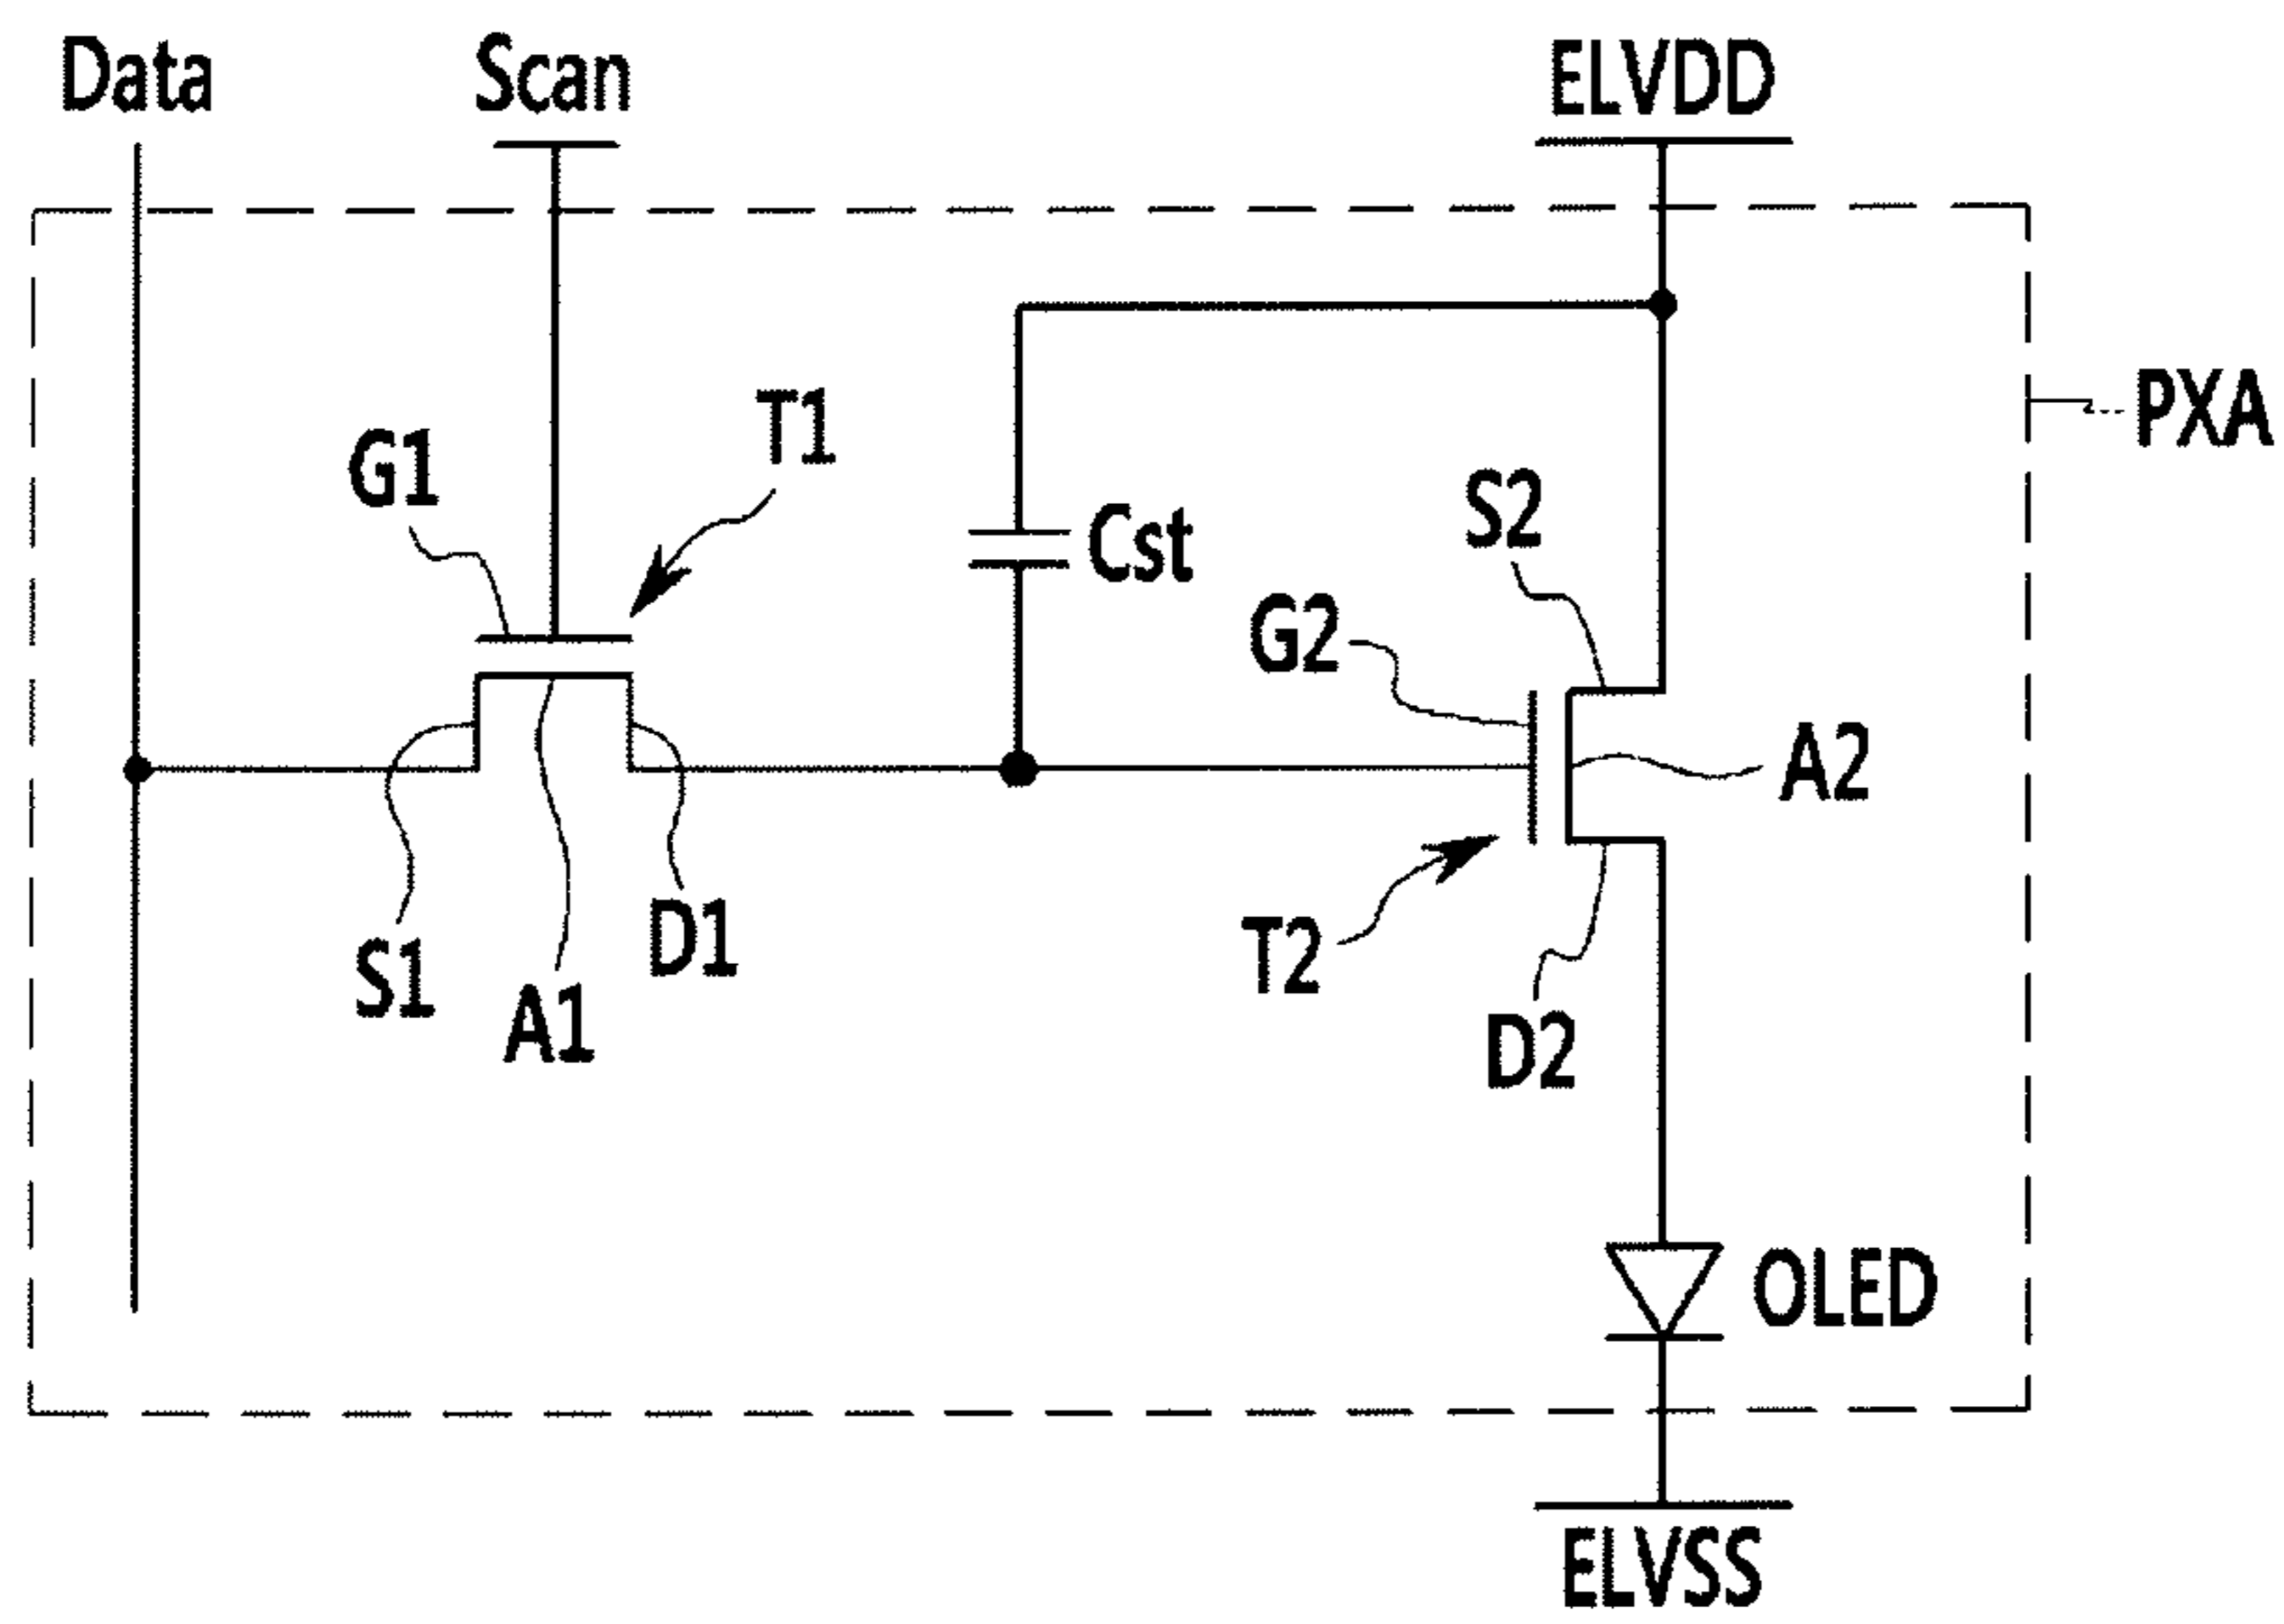 Data
Scan
ELVDD
PXA
T1
G1
S2
Cst
G2
A2
D1
T2
S1
A1
D2
OLED
ELVSS